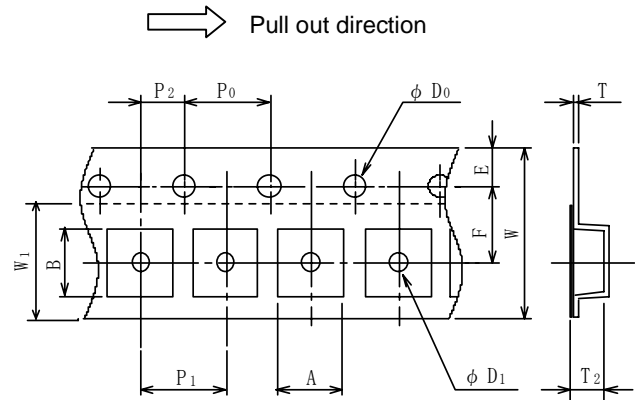 Pull out direction
P2 P0 φ D0 T
E
F
W
W1
B
P1 A φ D1 T2